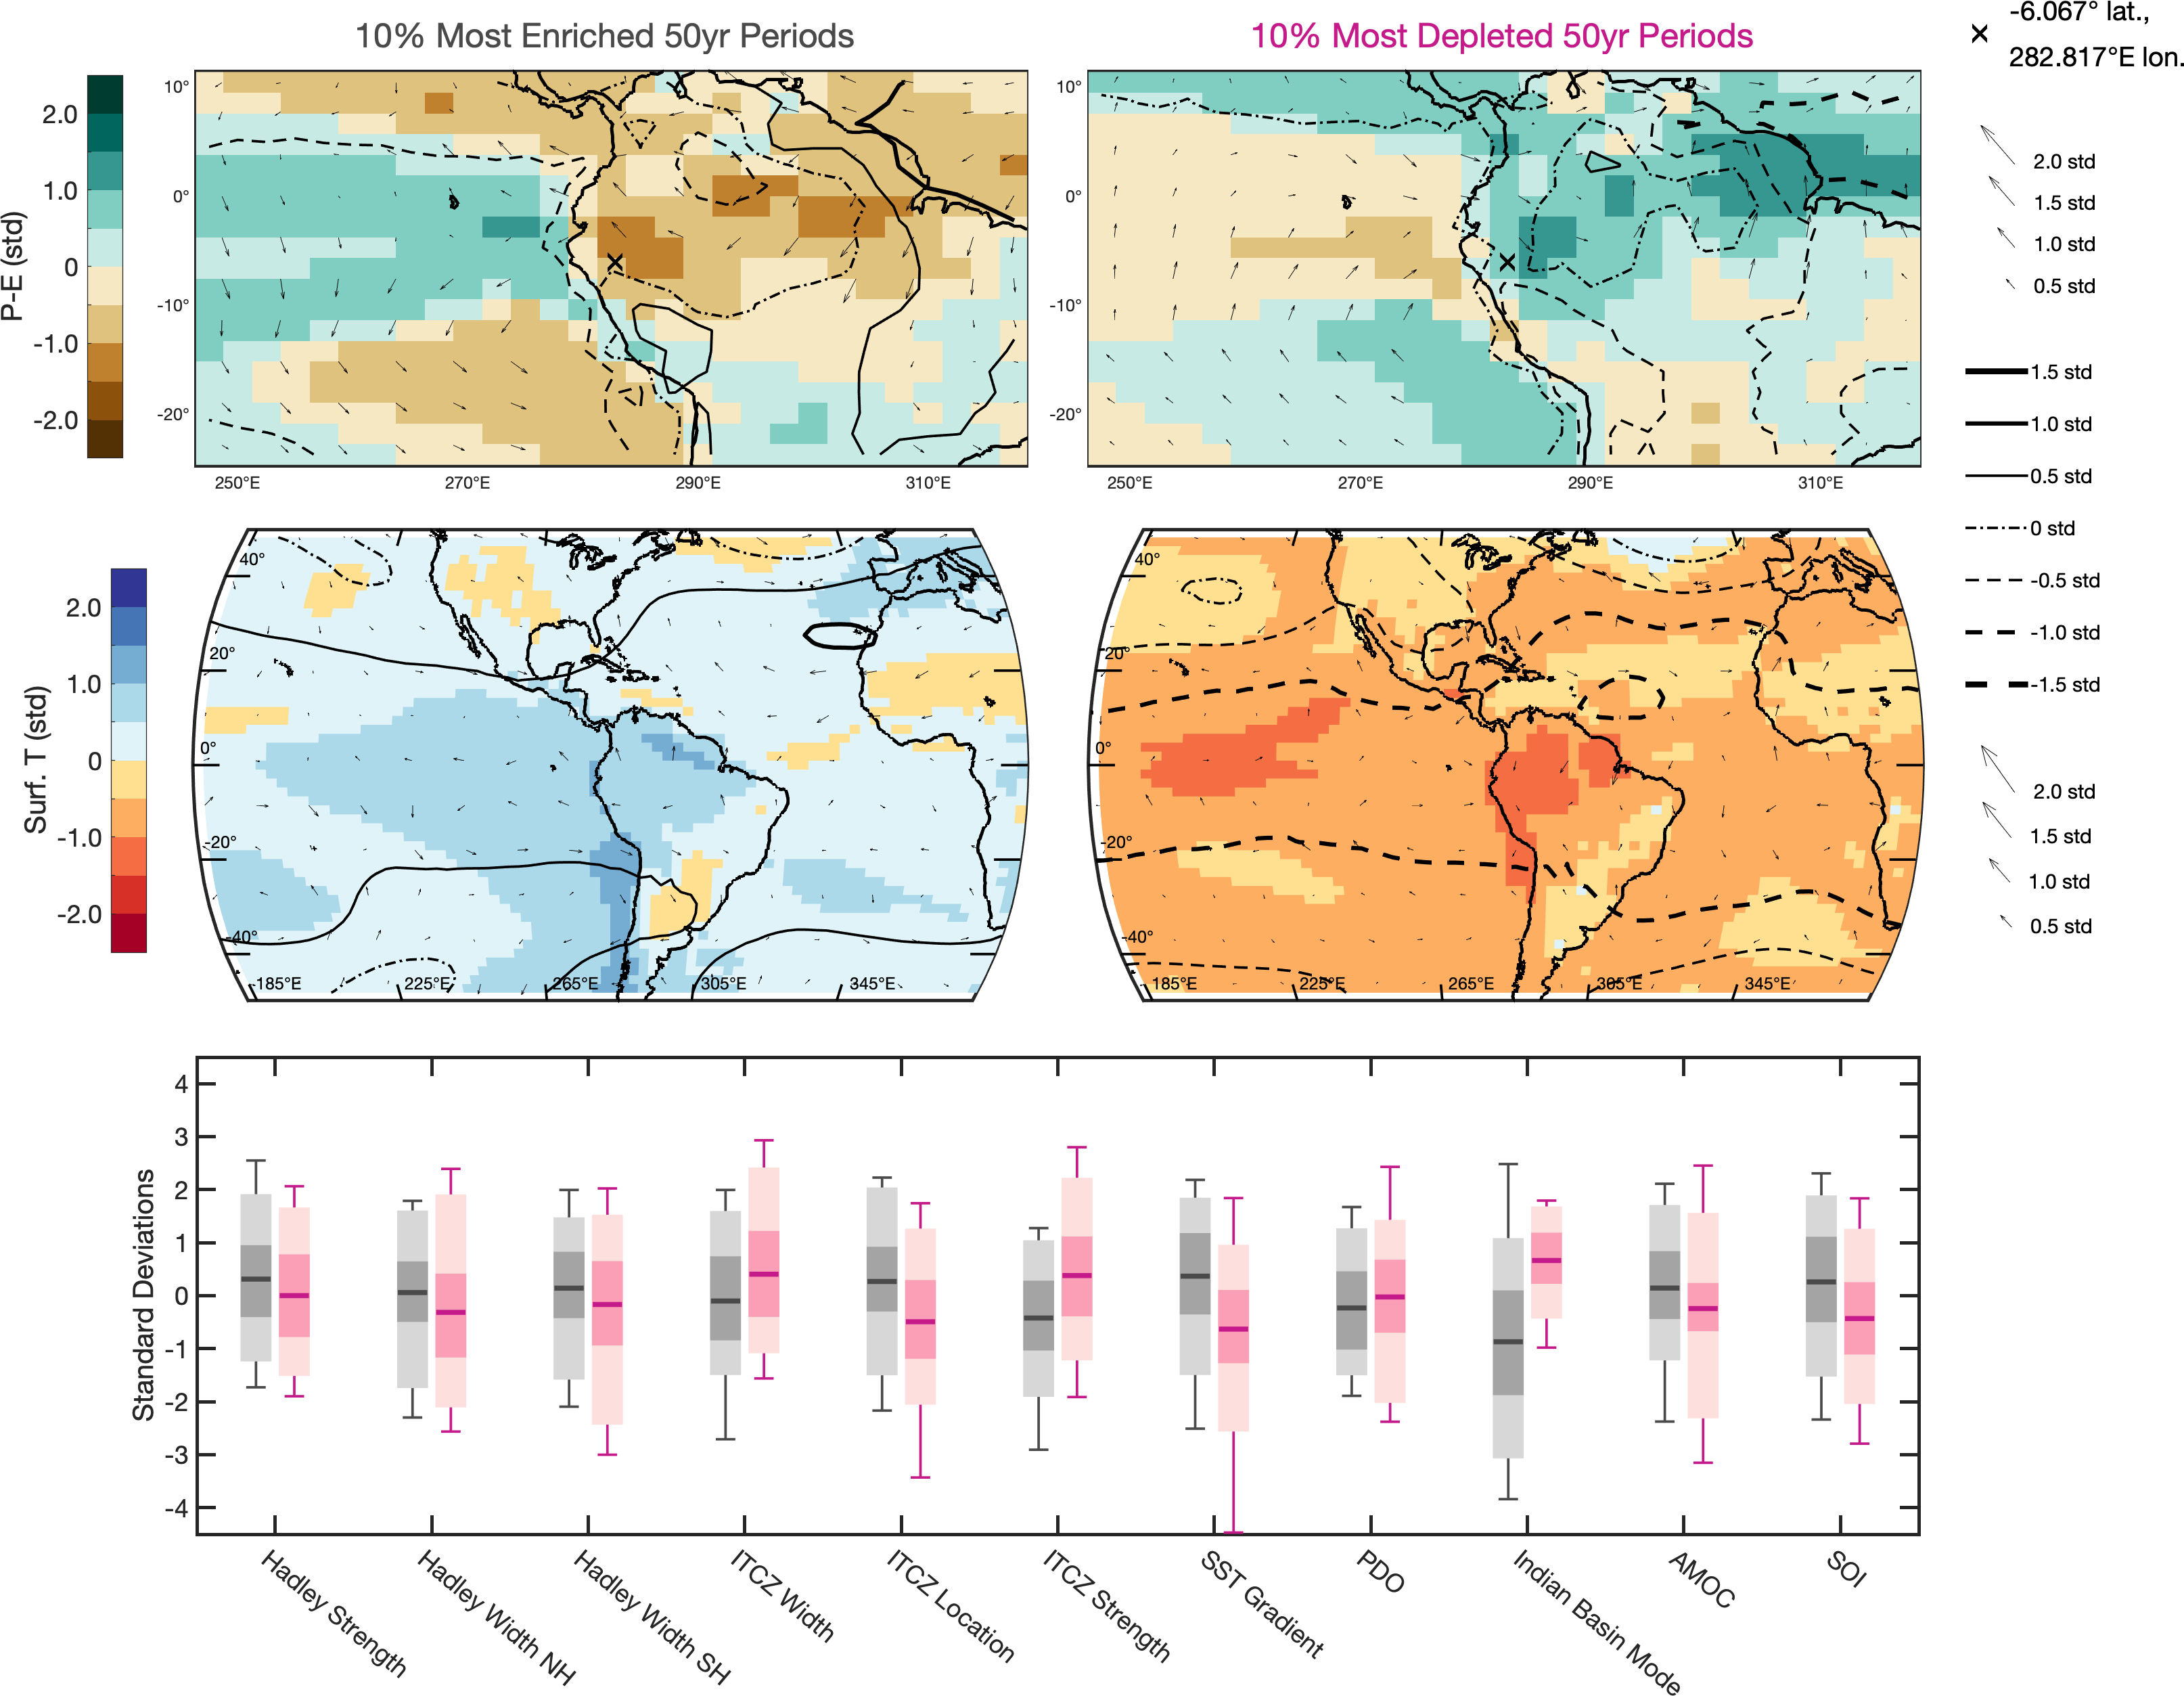 10% Most Enriched 50yr Periods
10% Most Depleted 50yr Periods
-6.067° lat.,
282.817°E lon.
P-E (std)
2.0
1.0
0
-1.0
-2.0
10°
0°
-10°
-20°
250°E
270°E
290°E
310°E
10°
0°
-10°
-20°
250°E
270°E
290°E
310°E
2.0 std
1.5 std
1.0 std
0.5 std
1.5 std
1.0 std
0.5 std
0 std
-0.5 std
-1.0 std
-1.5 std
Surf. T (std)
2.0
1.0
0
-1.0
-2.0
40°
20°
0°
-20°
-40°
-185°E
225°E
265°E
305°E
345°E
40°
20°
0°
-20°
-40°
-185°E
225°E
265°E
305°E
345°E
2.0 std
1.5 std
1.0 std
0.5 std
Standard Deviations
4
3
2
1
0
-1
-2
-3
-4
Hadley Strength
Hadley Width NH
Hadley Width SH
ITCZ Width
ITCZ Location
ITCZ Strength
SST Gradient
PDO
Indian Basin Mode
AMOC
SOI